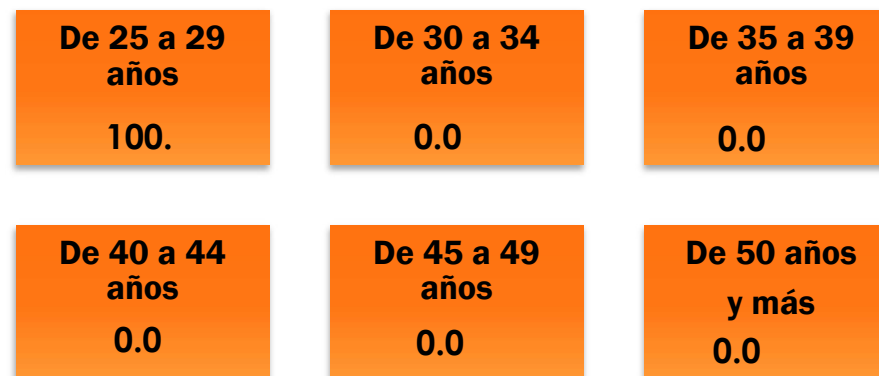 De 25 a 29
años
100.
De 30 a 34
años
0.0
De 35 a 39
años
0.0
De 40 a 44
años
0.0
De 45 a 49
años
0.0
De 50 años
y más
0.0